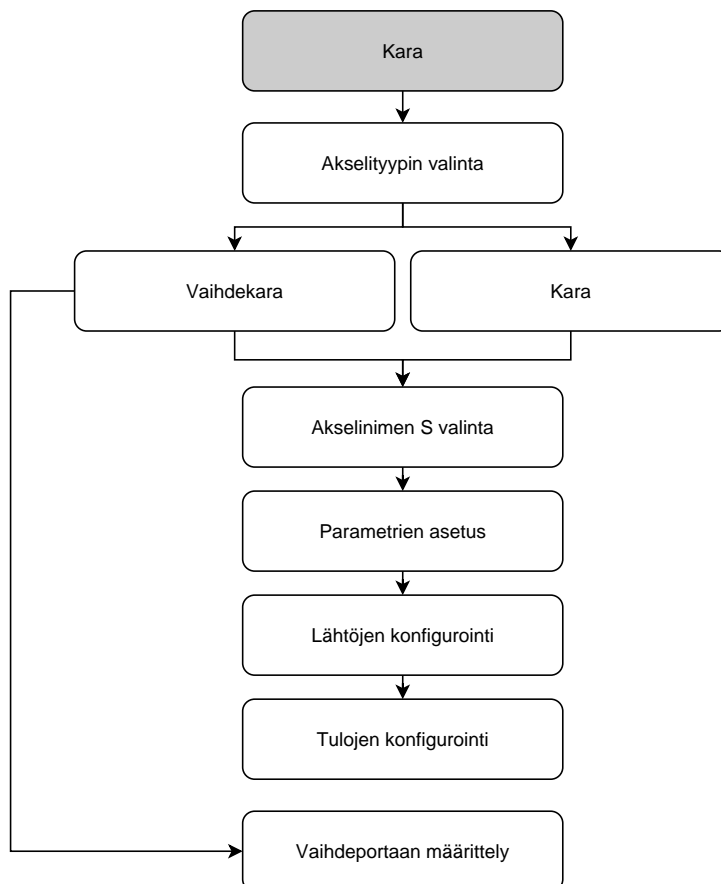 Kara
Akselityypin valinta
Vaihdekara
Kara
Akselinimen S valinta
Parametrien asetus
Lähtöjen konfigurointi
Tulojen konfigurointi
Vaihdeportaan määrittely